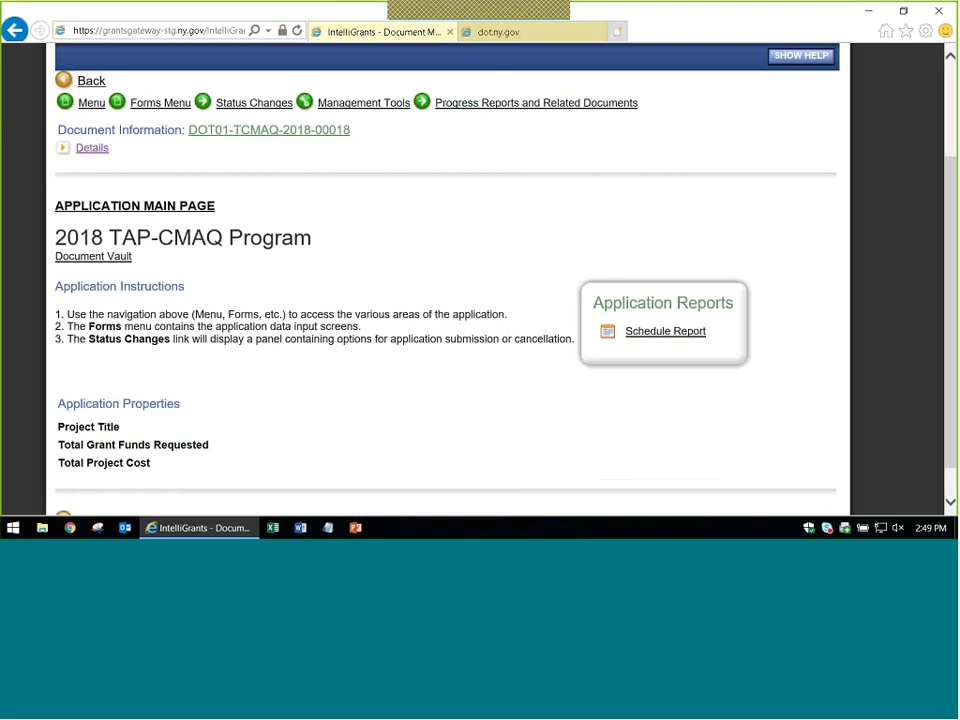 https://grantsgateway-stg.ny.gov/IntelliGra
IntelliGrants - Document M...
dot.ny.gov
SHOW HELP
Back
Menu Forms Menu Status Changes Management Tools Progress Reports and Related Documents
Document Information: DOT01-TCMAQ-2018-00018
Details
APPLICATION MAIN PAGE
2018 TAP-CMAQ Program
Document Vault
Application Instructions
1. Use the navigation above (Menu, Forms, etc.) to access the various areas of the application.
2. The Forms menu contains the application data input screens.
3. The Status Changes link will display a panel containing options for application submission or cancellation.
Application Reports
Schedule Report
Application Properties
Project Title
Total Grant Funds Requested
Total Project Cost
IntelliGrants - Docum...
2:49 PM